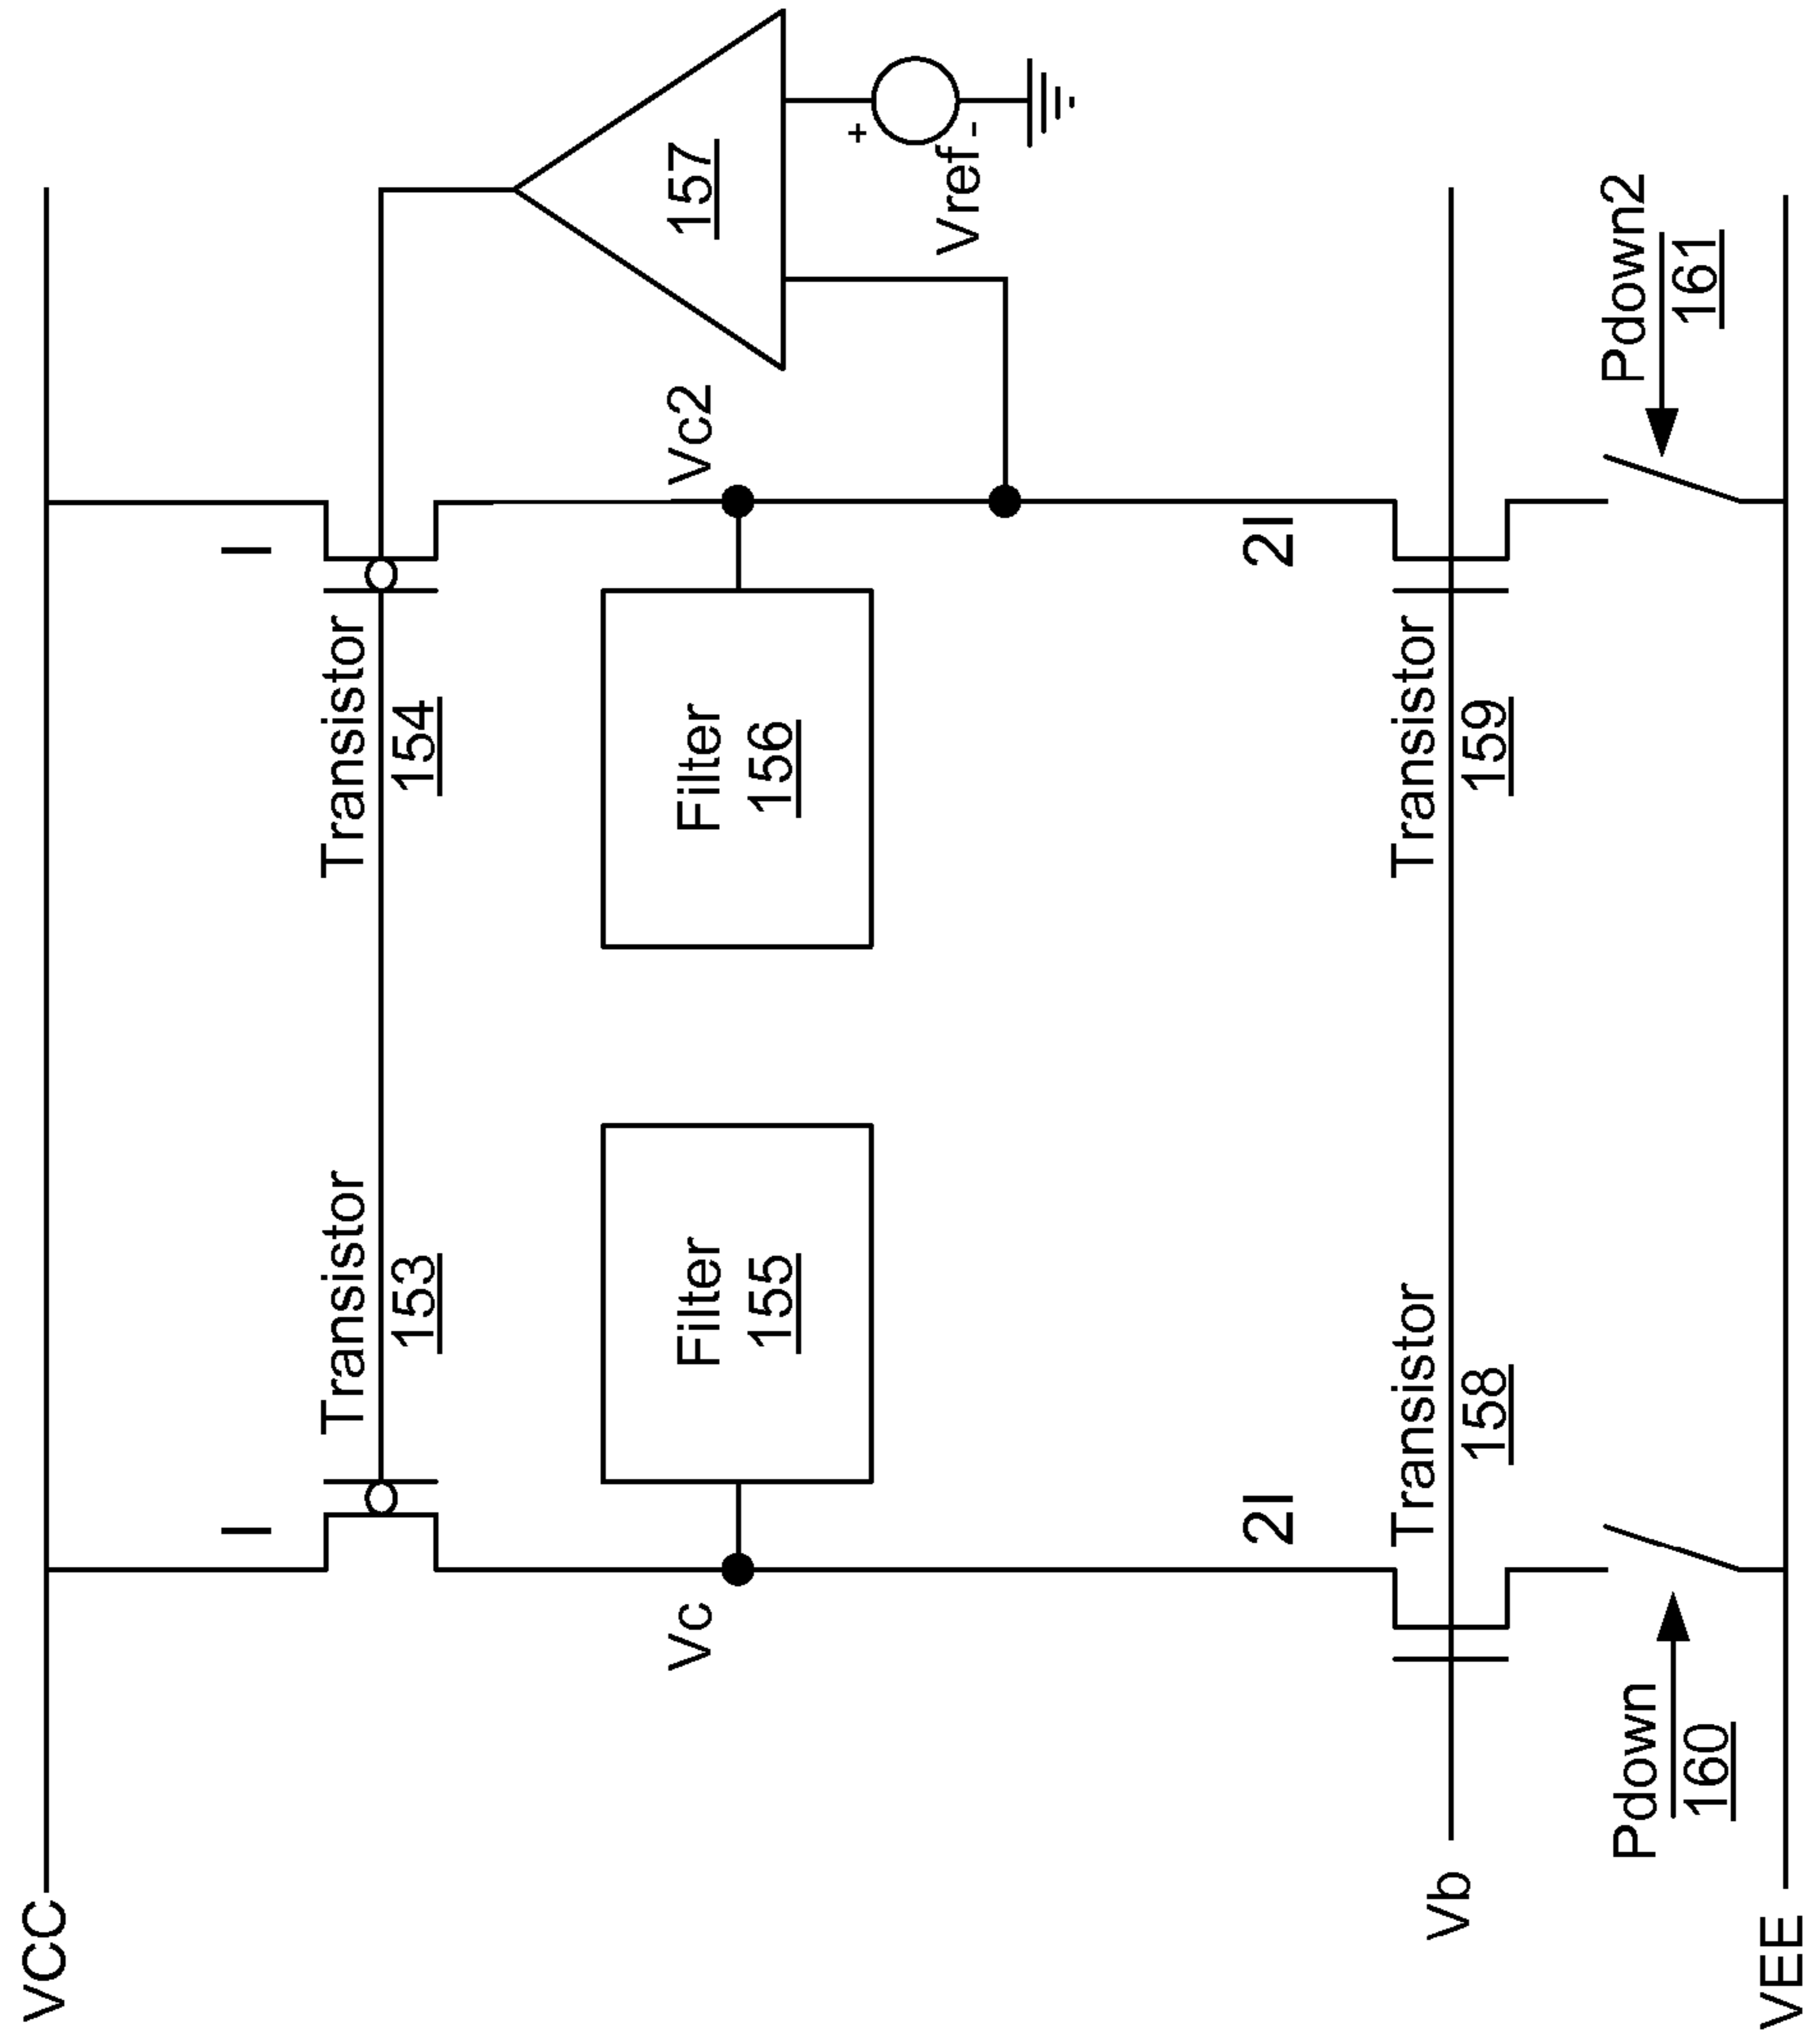 VCC
I
I
Transistor
153
Transistor
154
Vc
Filter
155
Filter
156
Vc2
157
+
Vref
-
2I
2I
Transistor
158
Transistor
159
Vb
Pdown
160
Pdown2
161
VEE